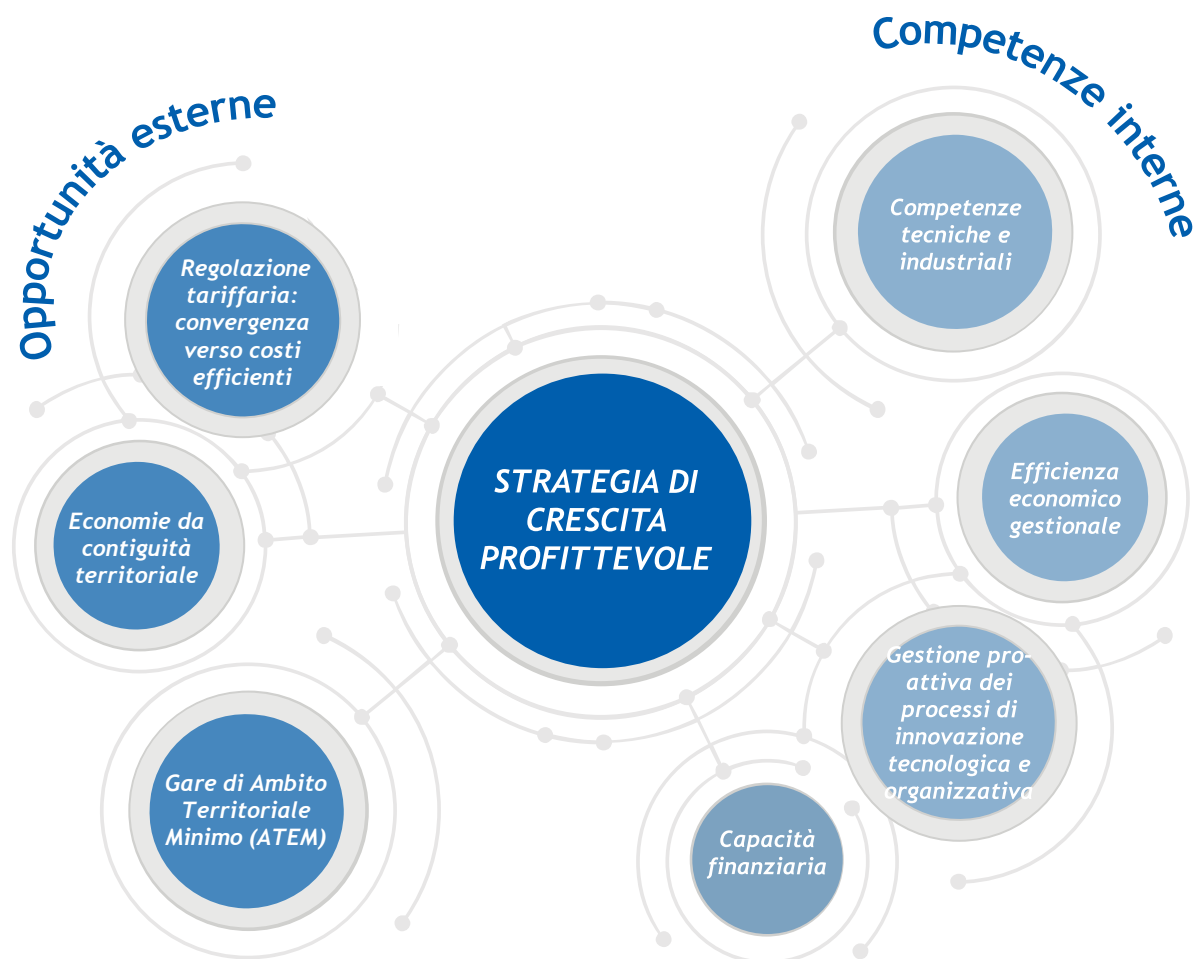 Opportunità esterne
Regolazione
tariffaria:
convergenza
verso costi
efficienti
Economie da
contiguità
territoriale
Gare di Ambito
Territoriale
Minimo (ATEM)
STRATEGIA DI
CRESCITA
PROFITTEVOLE
Competenze interne
Competenze
tecniche e
industriali
Efficienza
economico
gestionale
Gestione pro-
attiva dei
processi di
innovazione
tecnologica e
organizzativa
Capacità
finanziaria